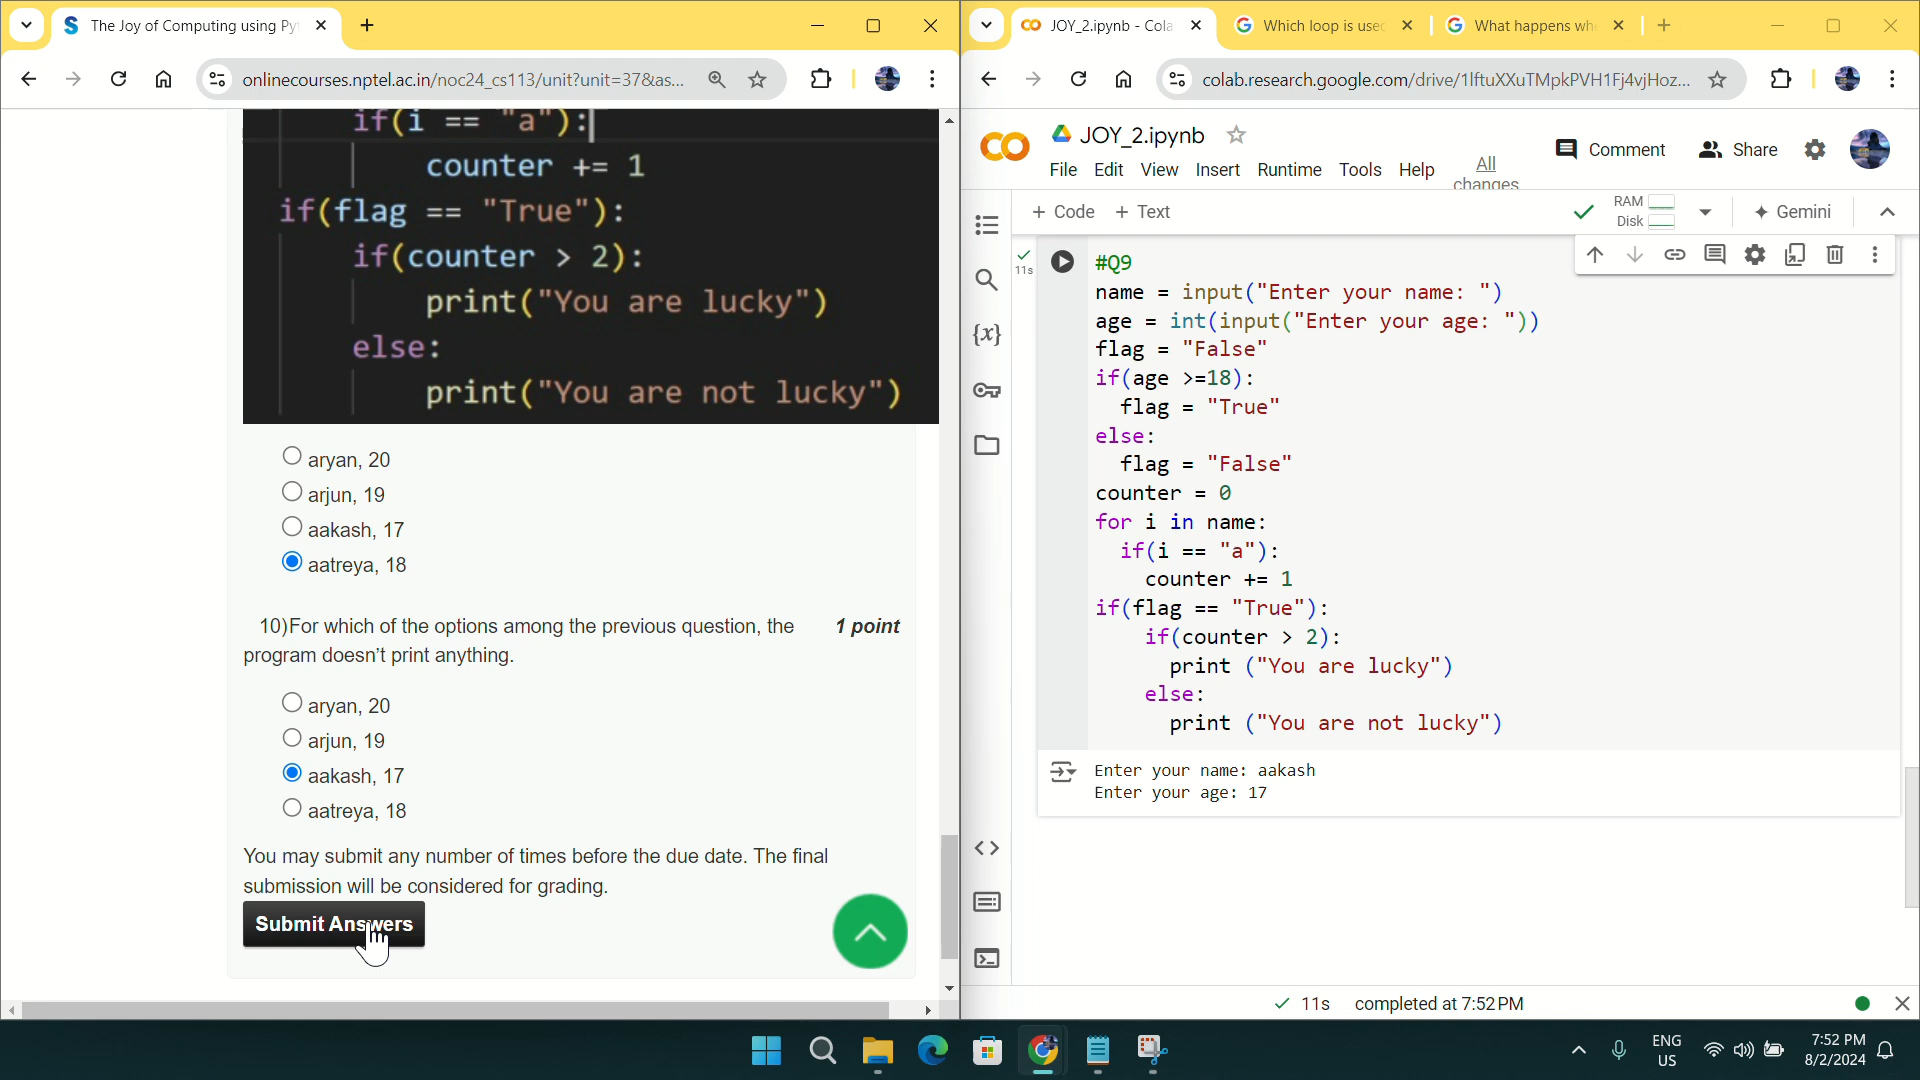 The Joy of Computing using Py
onlinecourses.nptel.ac.in/noc24_cs113/unit?unit=37&as...
if(i == "a"):
counter += 1
if(flag == "True"):
if(counter > 2):
print("You are lucky")
else:
print("You are not lucky")
aryan, 20
arjun, 19
aakash, 17
aatreya, 18
10)For which of the options among the previous question, the
1 point
program doesn't print anything.
aryan, 20
arjun, 19
aakash, 17
aatreya, 18
You may submit any number of times before the due date. The final
submission will be considered for grading.
Submit Answers
JOY_2.ipynb - Cola
Which loop is used
What happens wh
colab.research.google.com/drive/1lftuXXuTMpkPVH1Fj4vjHoz...
JOY_2.ipynb
File Edit View Insert Runtime Tools Help
All
changes
Comment
Share
+ Code + Text
RAM
Disk
Gemini
11s
#Q9
name = input("Enter your name: ")
age = int(input("Enter your age: "))
flag = "False"
if(age >=18):
flag = "True"
else:
flag = "False"
counter = 0
for i in name:
if(i == "a"):
counter += 1
if(flag == "True"):
if(counter > 2):
print ("You are lucky")
else:
print ("You are not lucky")
Enter your name: aakash
Enter your age: 17
11s completed at 7:52 PM
ENG
US
7:52 PM
8/2/2024